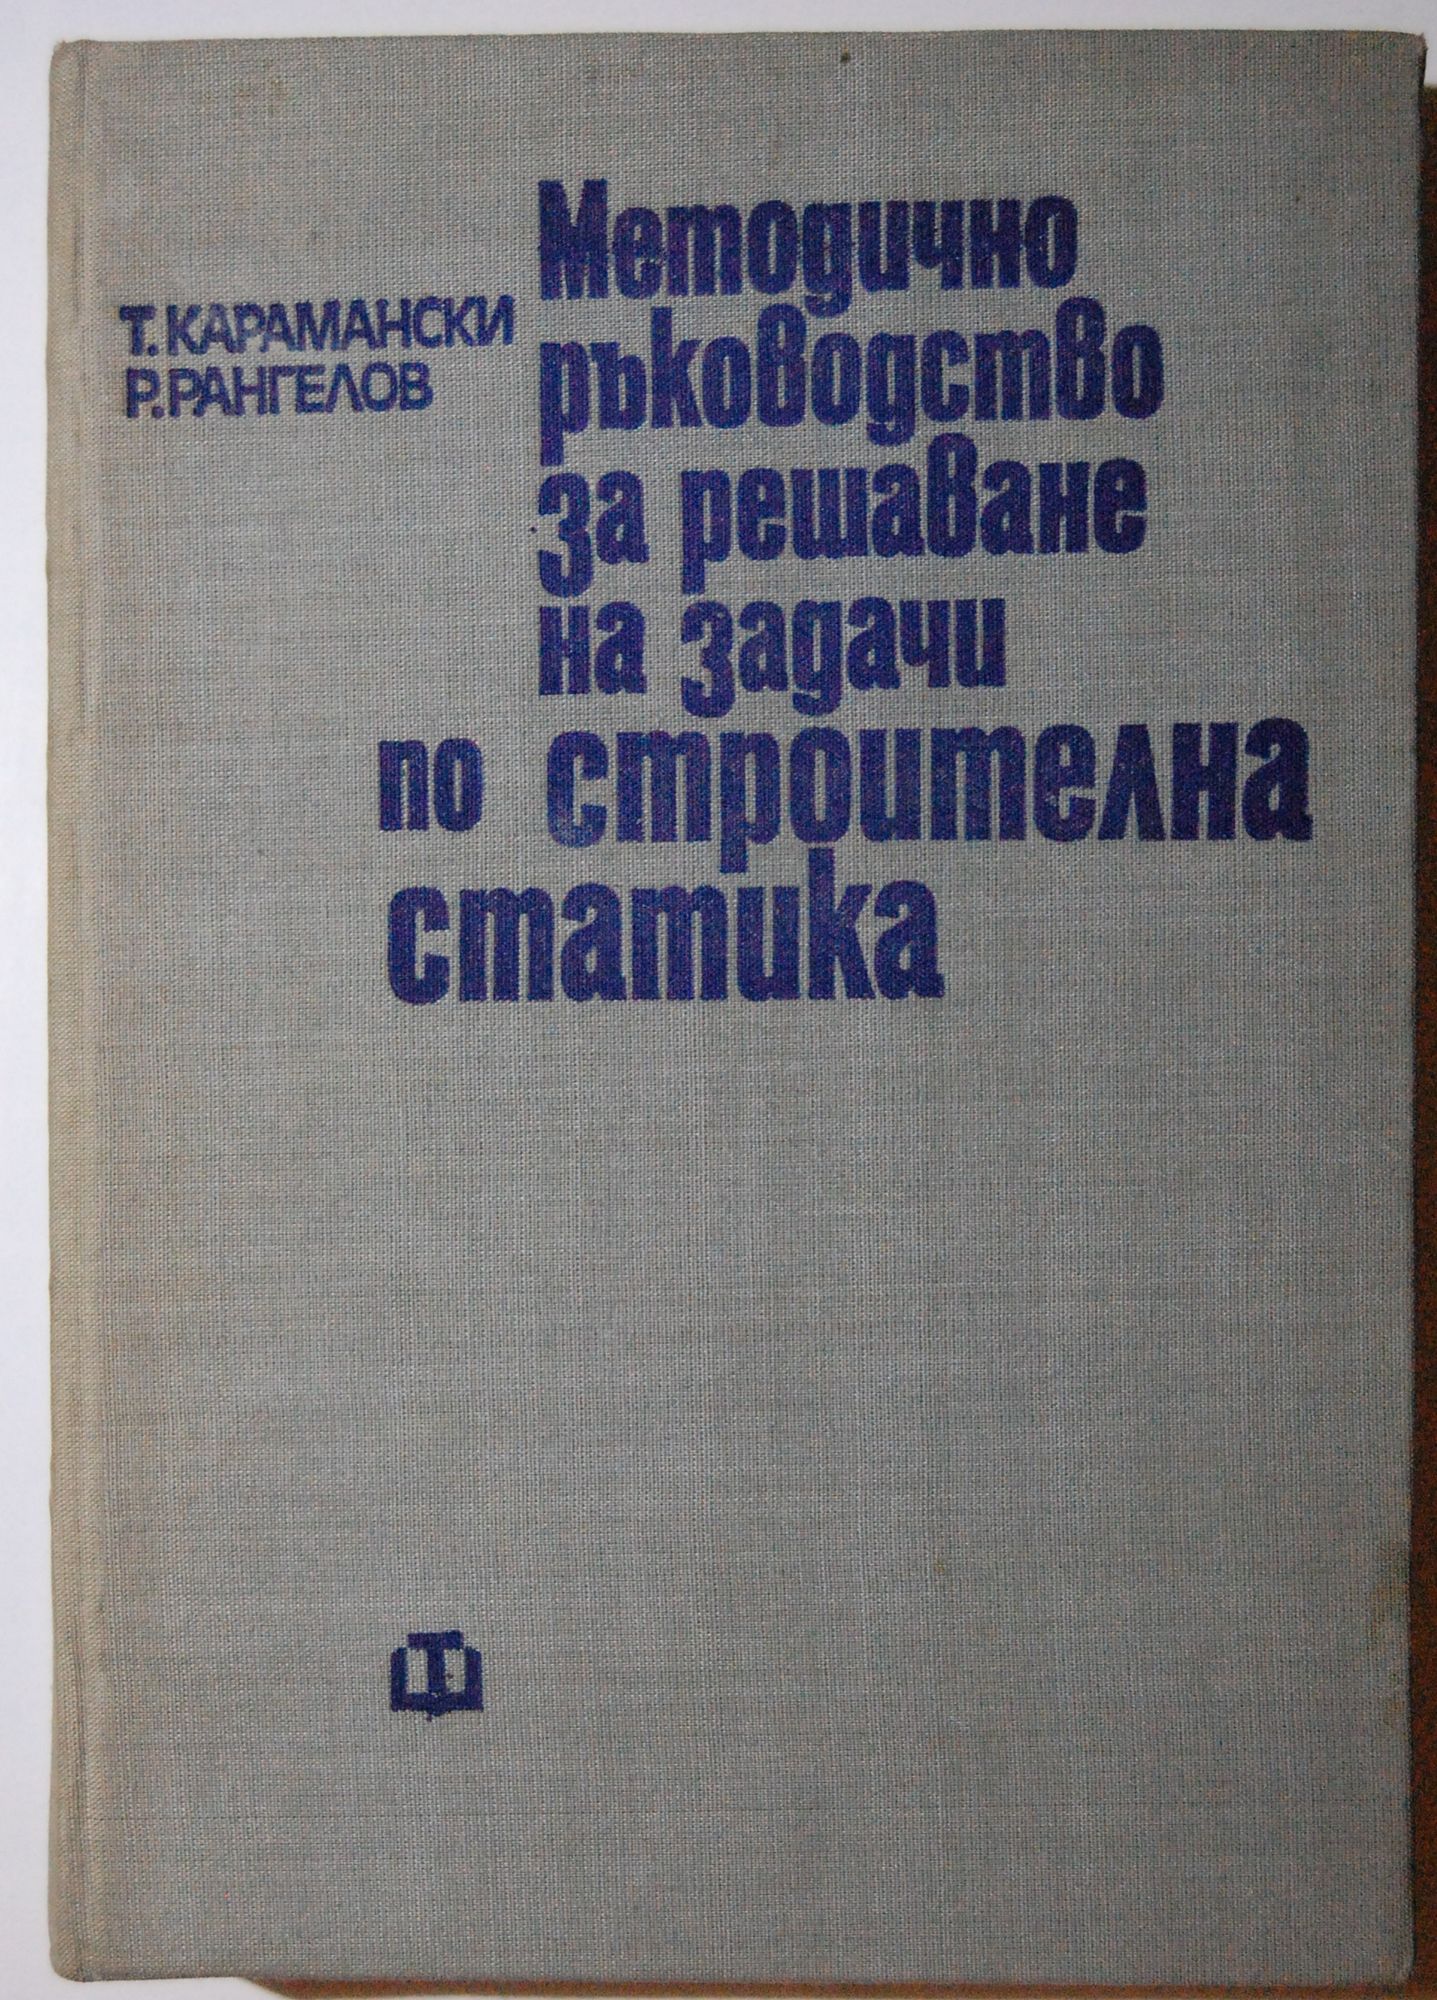 Т. КАРАМАНСКИ
Р. РАНГЕЛОВ
Методично
ръководство
за решаване
на задачи
по строителна
статика
Т